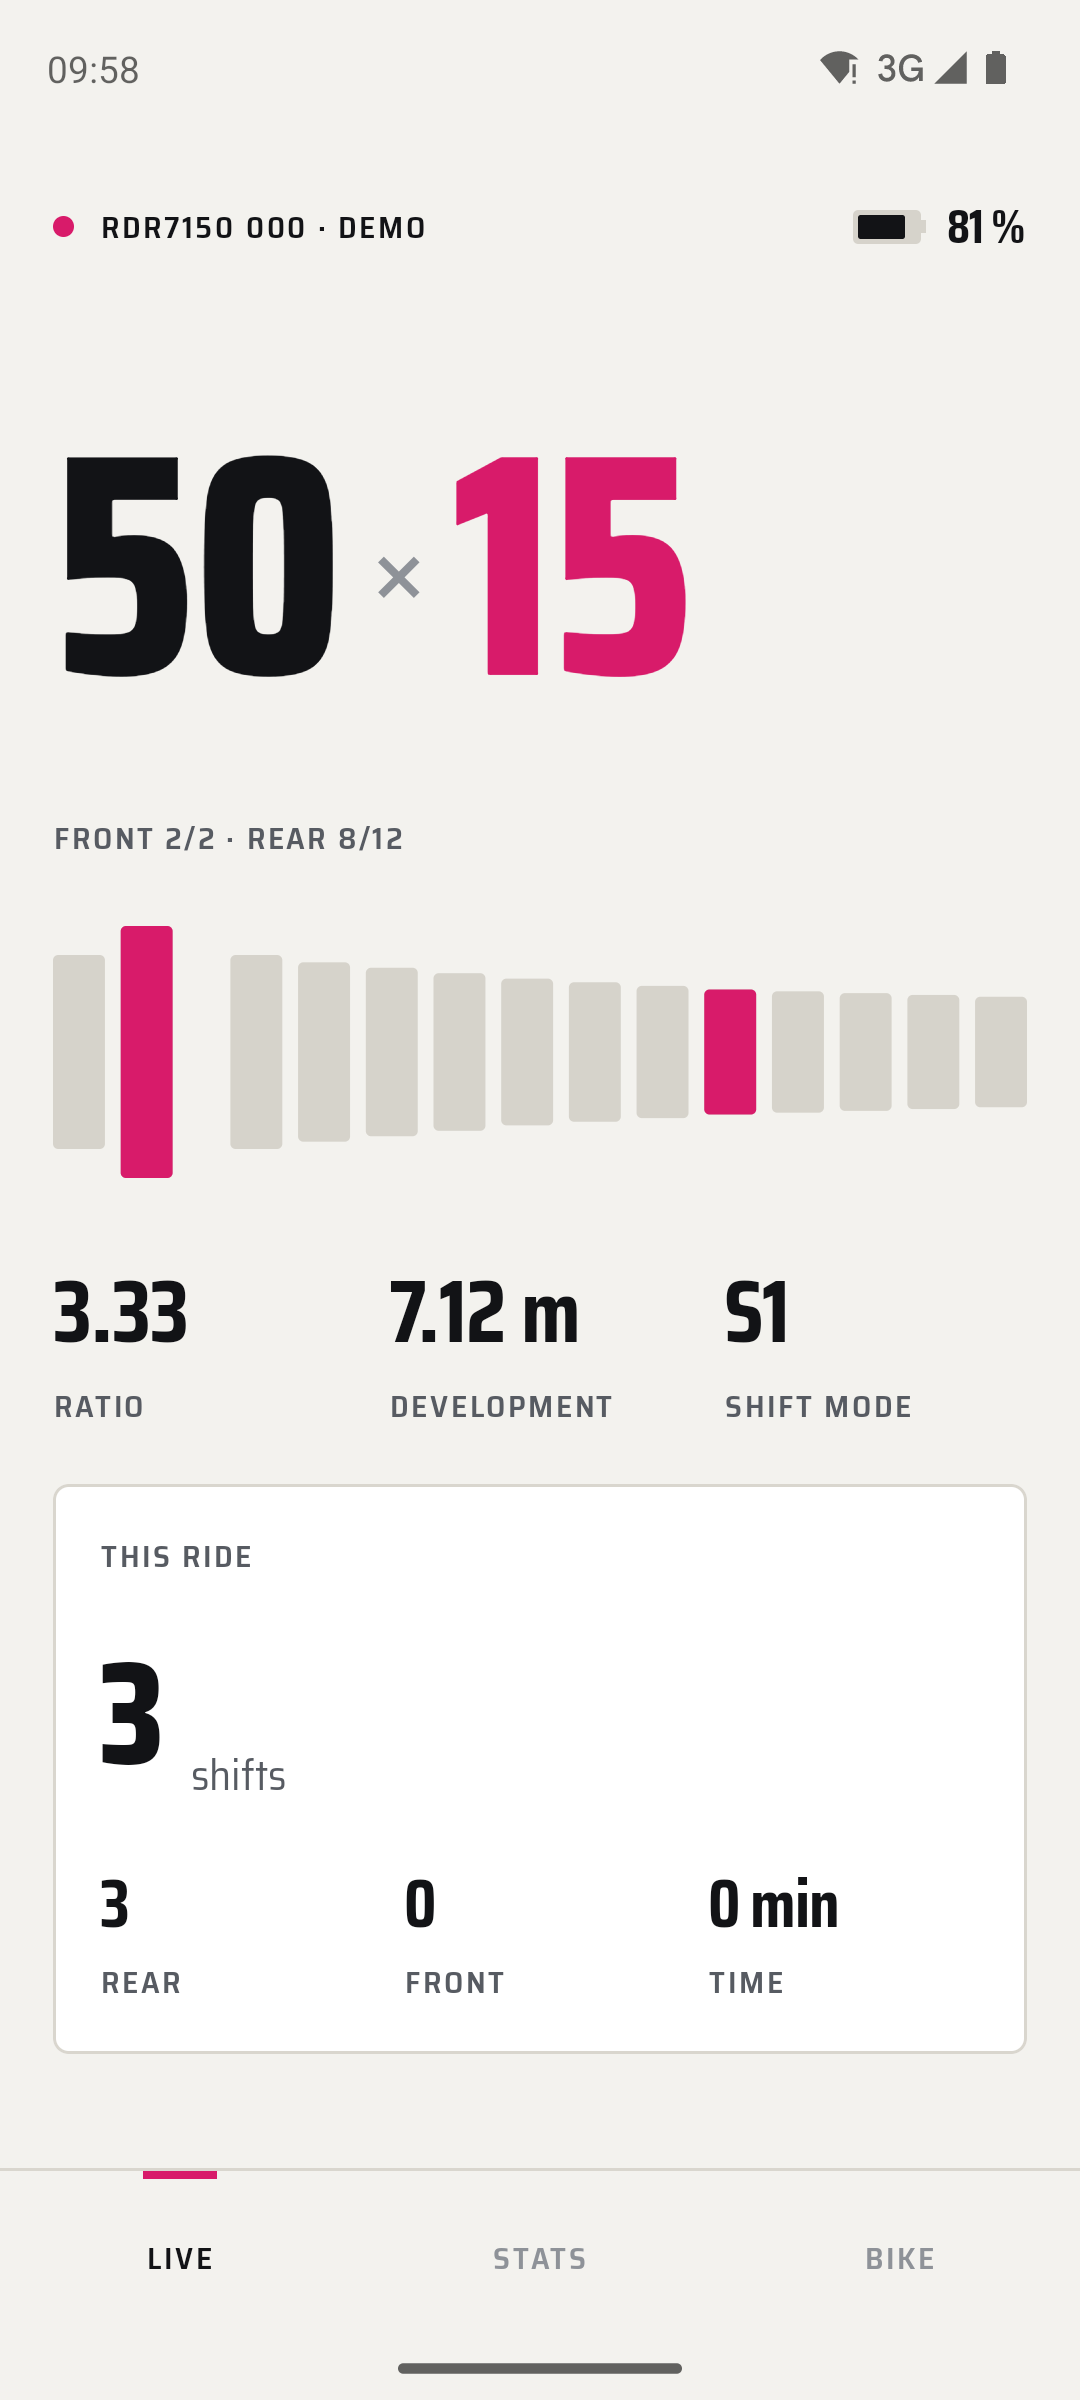 09:58 3G
RDR7150 000 · DEMO 81 %
50 × 15
FRONT 2/2 · REAR 8/12
3.33 7.12 m S1
RATIO DEVELOPMENT SHIFT MODE
THIS RIDE
3 shifts
3 0 0 min
REAR FRONT TIME
LIVE STATS BIKE